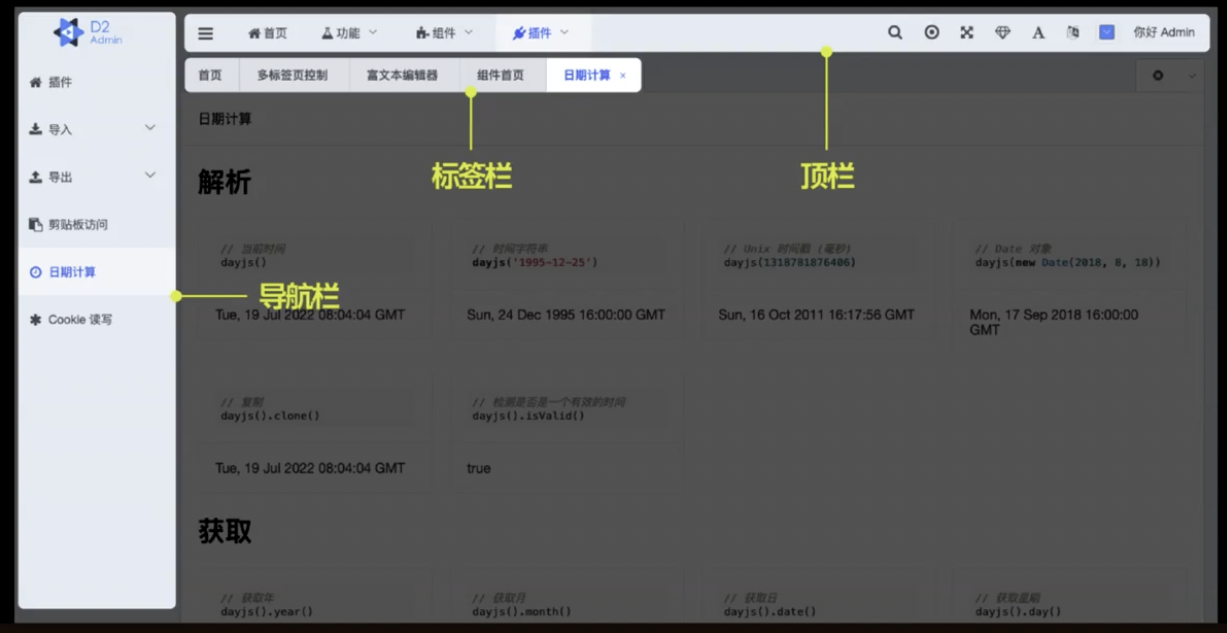 D2
Admin
首页
功能
组件
插件
A
你好 Admin
首页
多标签页控制
富文本编辑器
组件首页
日期计算 ×
插件
导入
导出
剪贴板访问
日期计算
Cookie 读写
标签栏
顶栏
导航栏
日期计算
解析
// 当前时间
dayjs()
Tue, 19 Jul 2022 08:04:04 GMT
// 时间字符串
dayjs('1995-12-25')
Sun, 24 Dec 1995 16:00:00 GMT
// Unix 时间戳 (毫秒)
dayjs(1318781876406)
Sun, 16 Oct 2011 16:17:56 GMT
// Date 对象
dayjs(new Date(2018, 8, 18))
Mon, 17 Sep 2018 16:00:00
GMT
// 复制
dayjs().clone()
Tue, 19 Jul 2022 08:04:04 GMT
// 检测是否是一个有效的时间
dayjs().isValid()
true
获取
// 获取年
dayjs().year()
// 获取月
dayjs().month()
// 获取日
dayjs().date()
// 获取星期
dayjs().day()